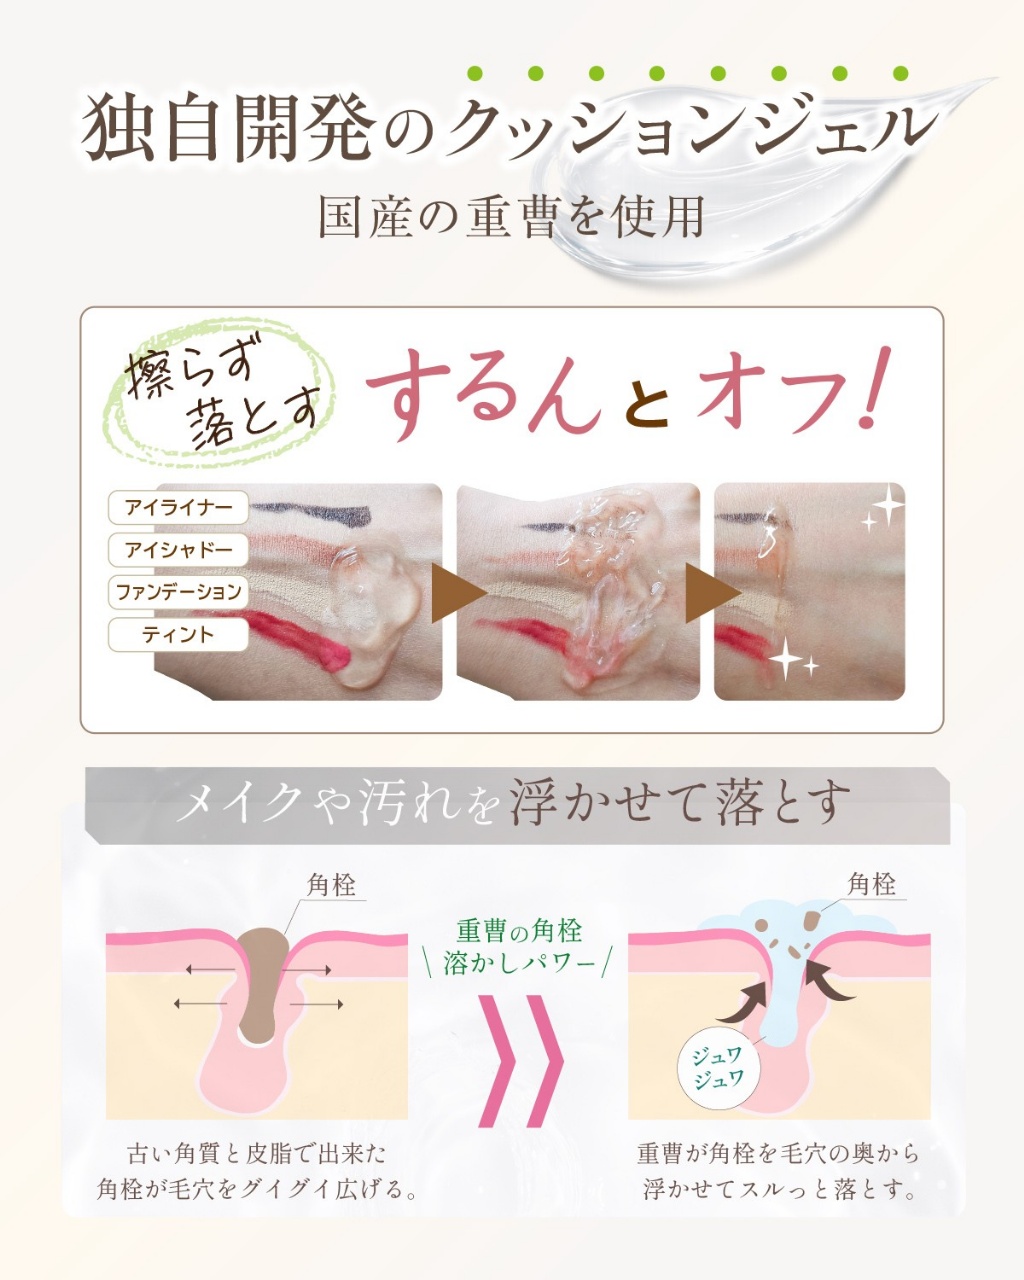 独自開発のクッションジェル
国産の重曹を使用
擦らず
落とす
するんとオフ!
アイライナー
アイシャドー
ファンデーション
ティント
メイクや汚れを浮かせて落とす
角栓
重曹の角栓
溶かしパワー
角栓
ジュワ
ジュワ
古い角質と皮脂で出来た
角栓が毛穴をグイグイ広げる。
重曹が角栓を毛穴の奥から
浮かせてスルっと落とす。